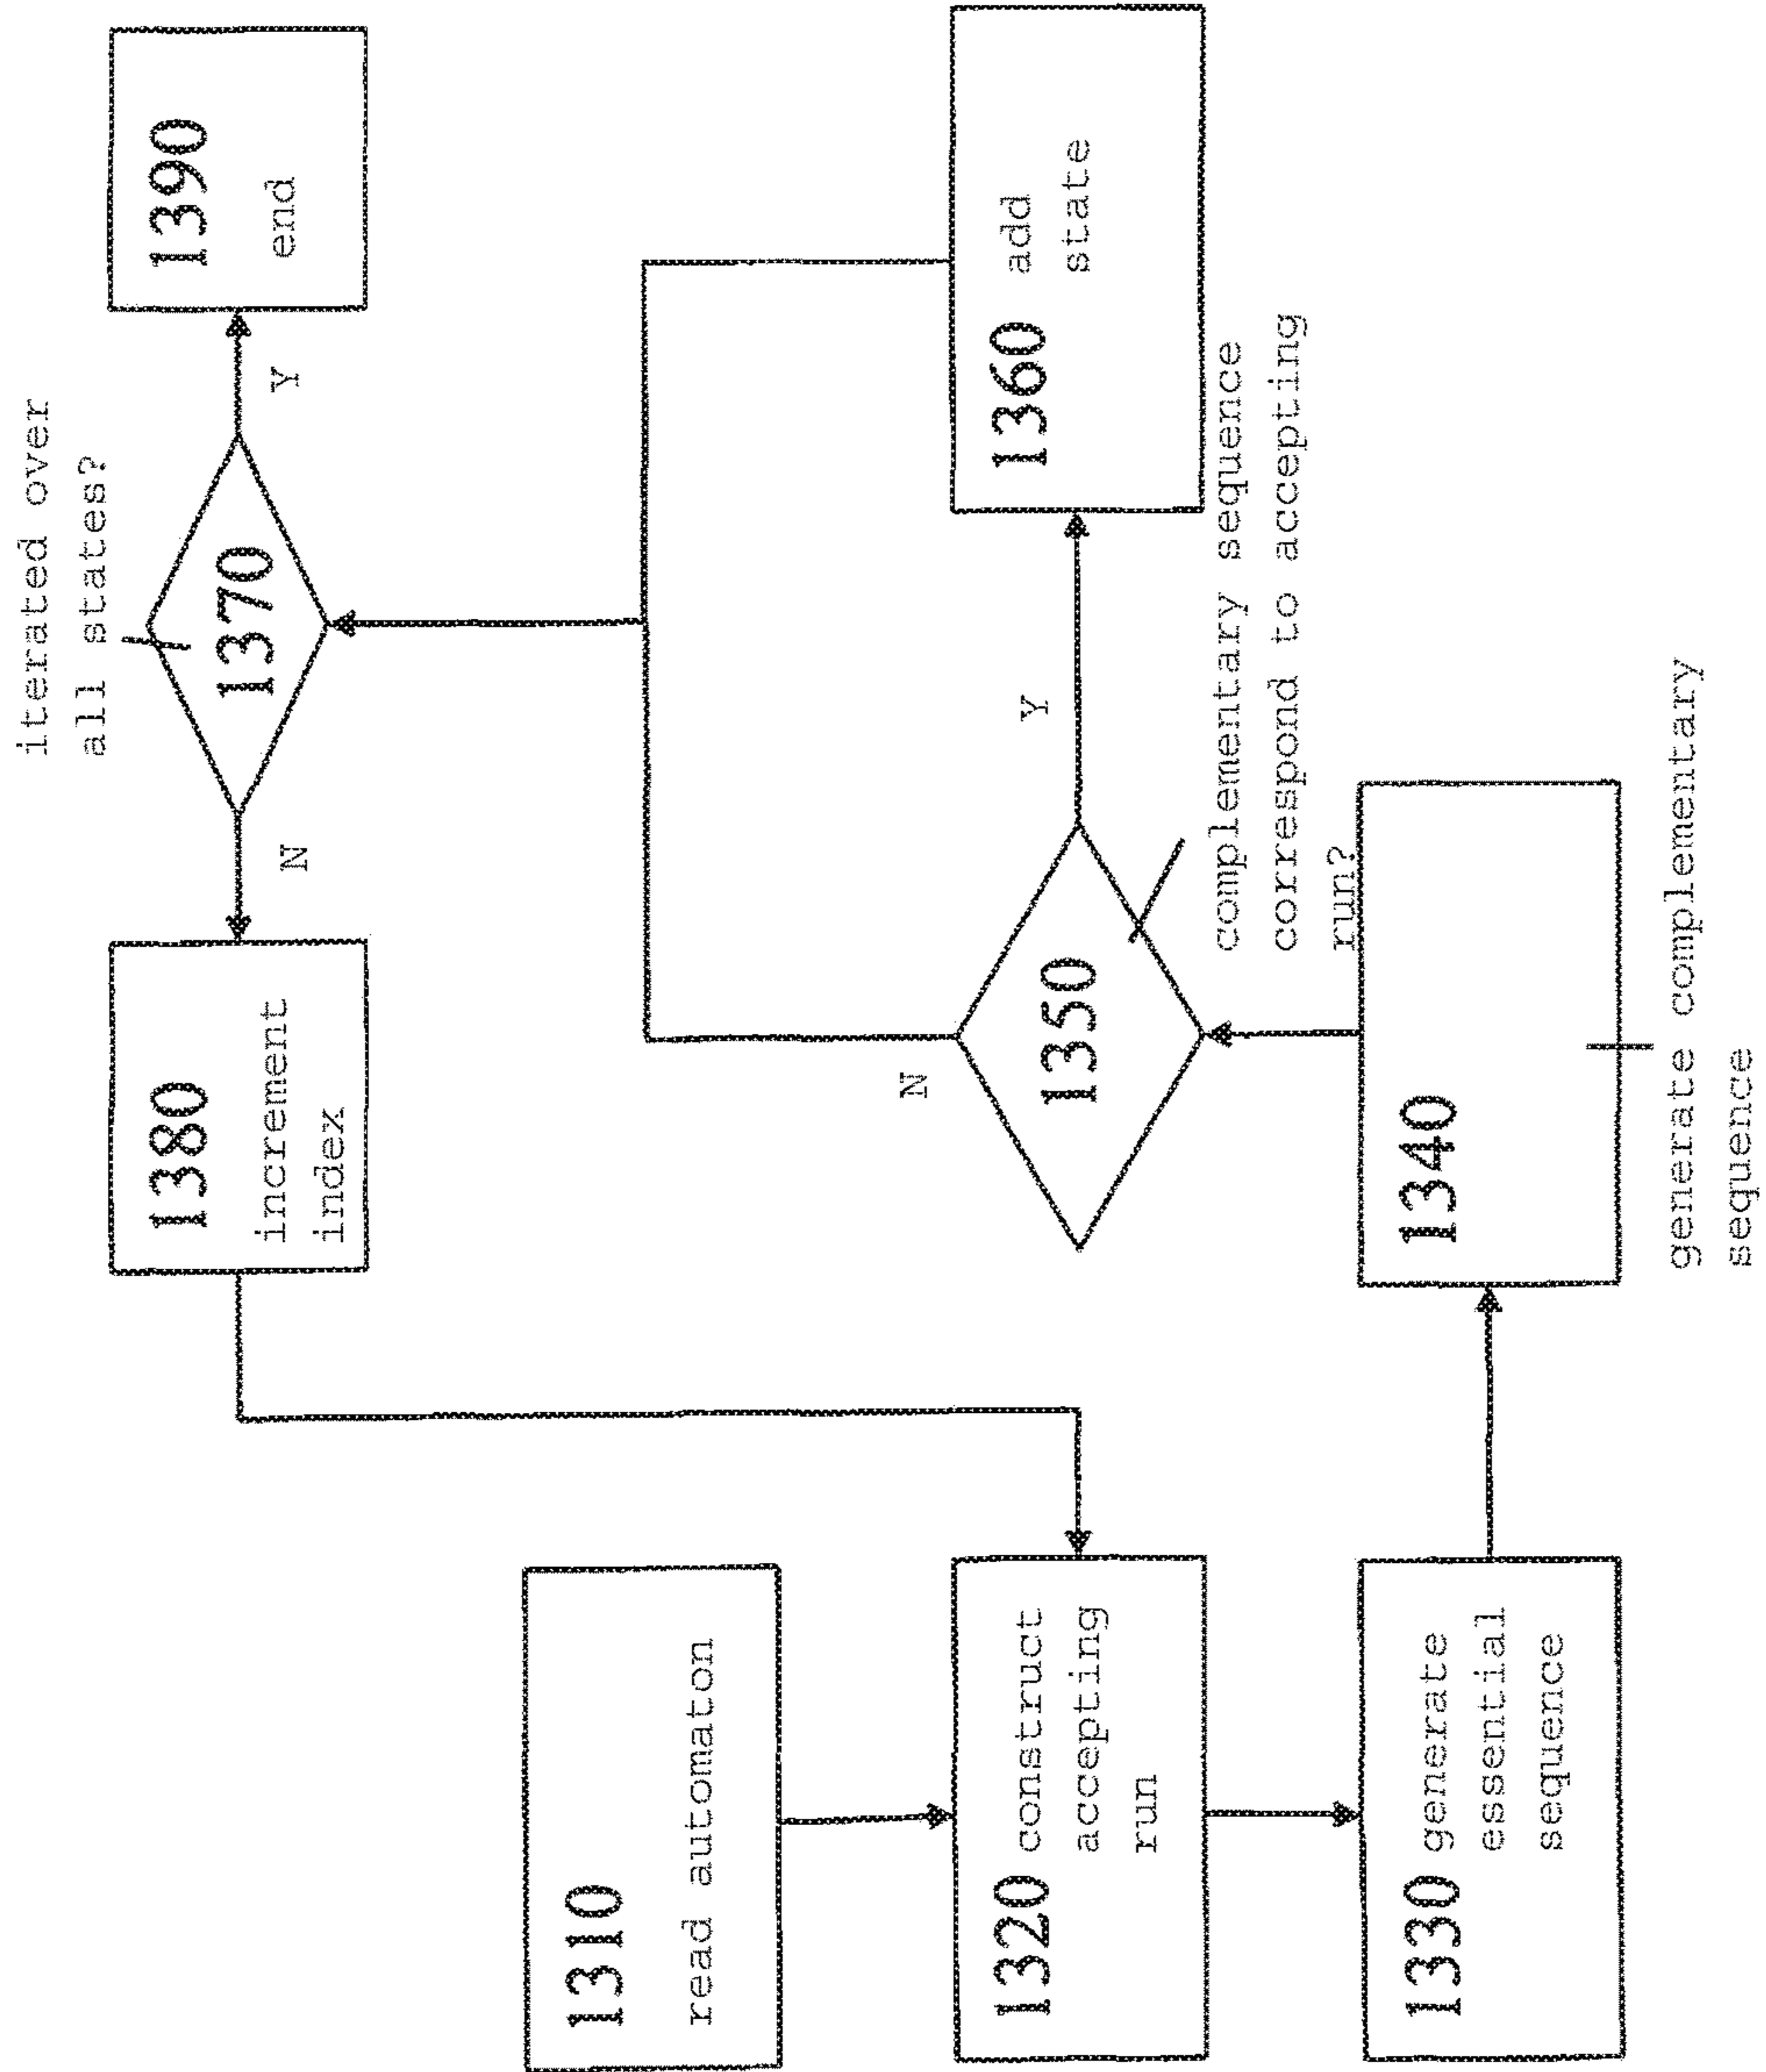 1310
read automaton
1320 construct
accepting
run
1330 generate
essential
sequence
1340
generate complementary
sequence
1350
complementary sequence
correspond to accepting
run?
N
Y
1360 add
state
iterated over
all states?
1370
N
Y
1380
increment
index
1390
end